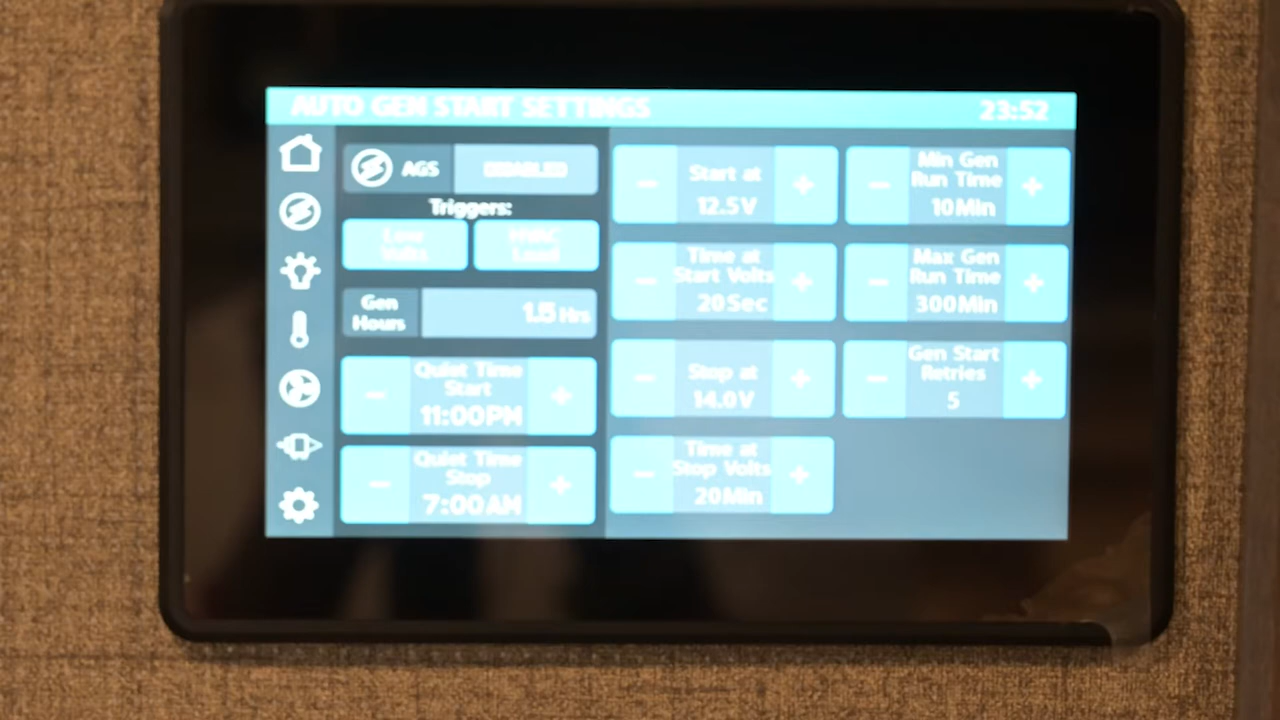 AUTO GEN START SETTINGS
23:52
AGS
DISABLED
Triggers:
Low
Volts
HVAC
Load
Gen
Hours
1.5 Hrs
Quiet Time
Start
11:00PM
Quiet Time
Stop
7:00AM
Start at
12.5V
Time at
Start Volts
20Sec
Stop at
14.0V
Time at
Stop Volts
20Min
Min Gen
Run Time
10Min
Max Gen
Run Time
300Min
Gen Start
Retries
5